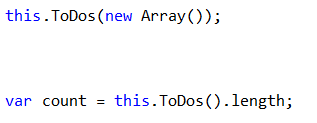 this.ToDos(new Array());
var count = this.ToDos().length;